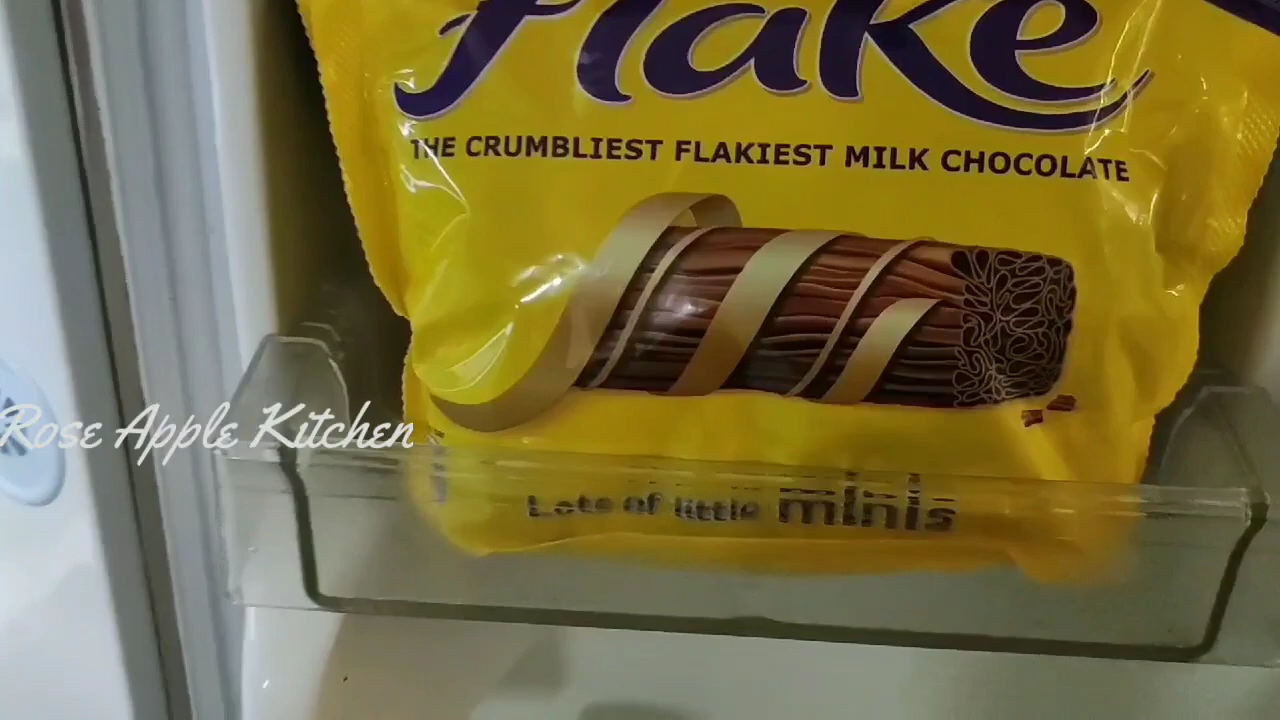 Flake
THE CRUMBLIEST FLAKIEST MILK CHOCOLATE
Rose Apple Kitchen
Lots of little minis